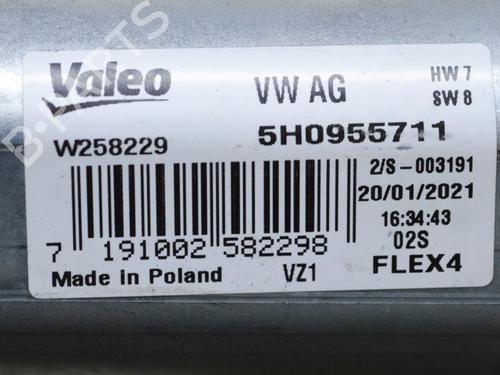 Valeo
VW AG
HW 7
SW 8
W258229
5H0955711
2/S-003191
20/01/2021
16:34:43
02S
7 191002 582298
Made in Poland
VZ1
FLEX4
B-PARTS